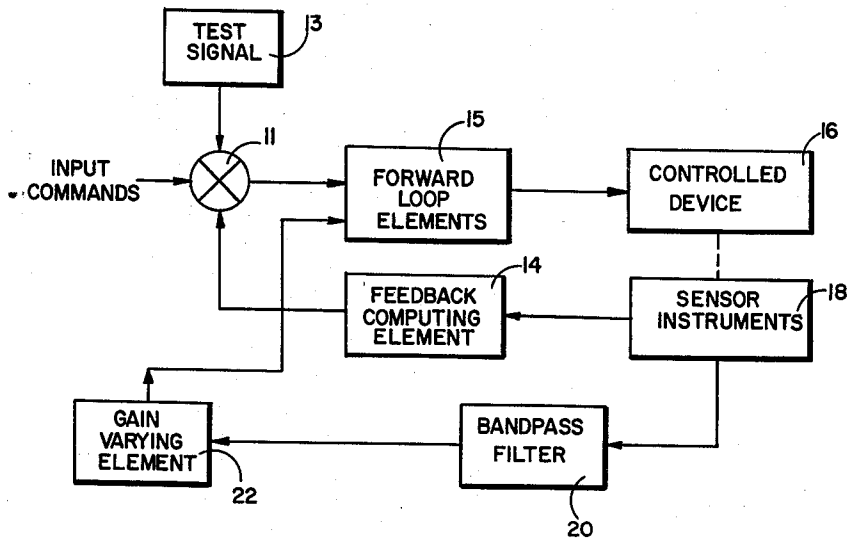 TEST
SIGNAL
13
11
INPUT
COMMANDS
15
FORWARD
LOOP
ELEMENTS
16
CONTROLLED
DEVICE
14
FEEDBACK
COMPUTING
ELEMENT
SENSOR
INSTRUMENTS
18
GAIN
VARYING
ELEMENT
22
BANDPASS
FILTER
20